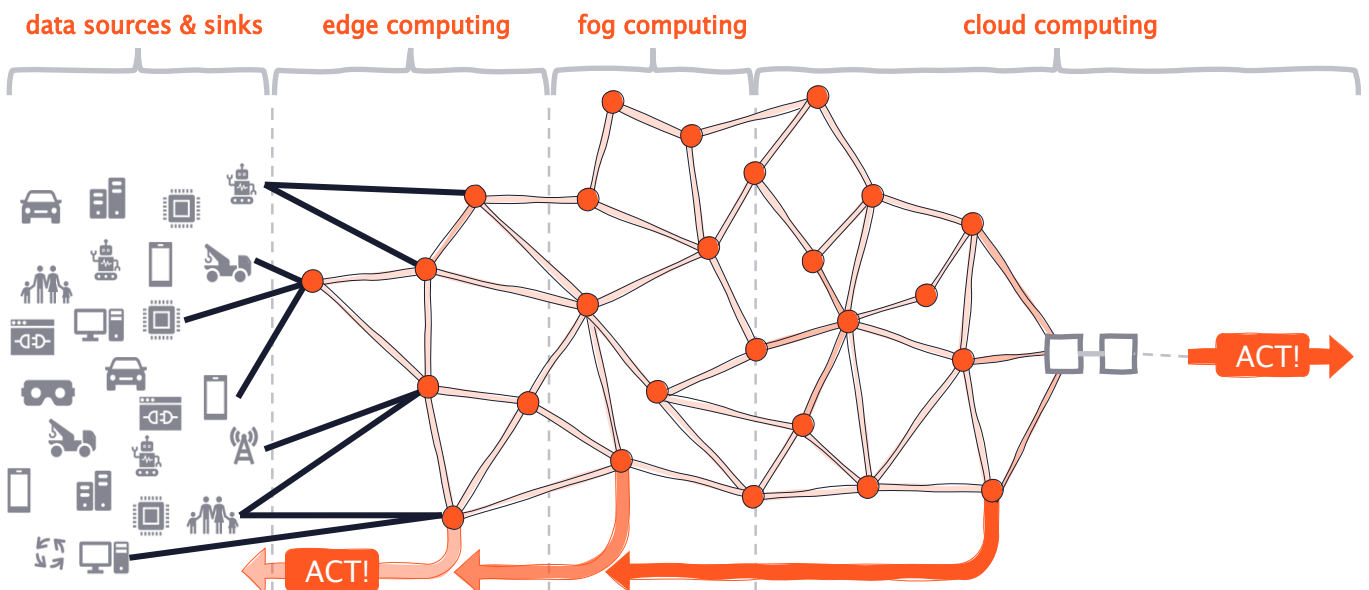 data sources & sinks
edge computing
fog computing
cloud computing
ACT!
ACT!